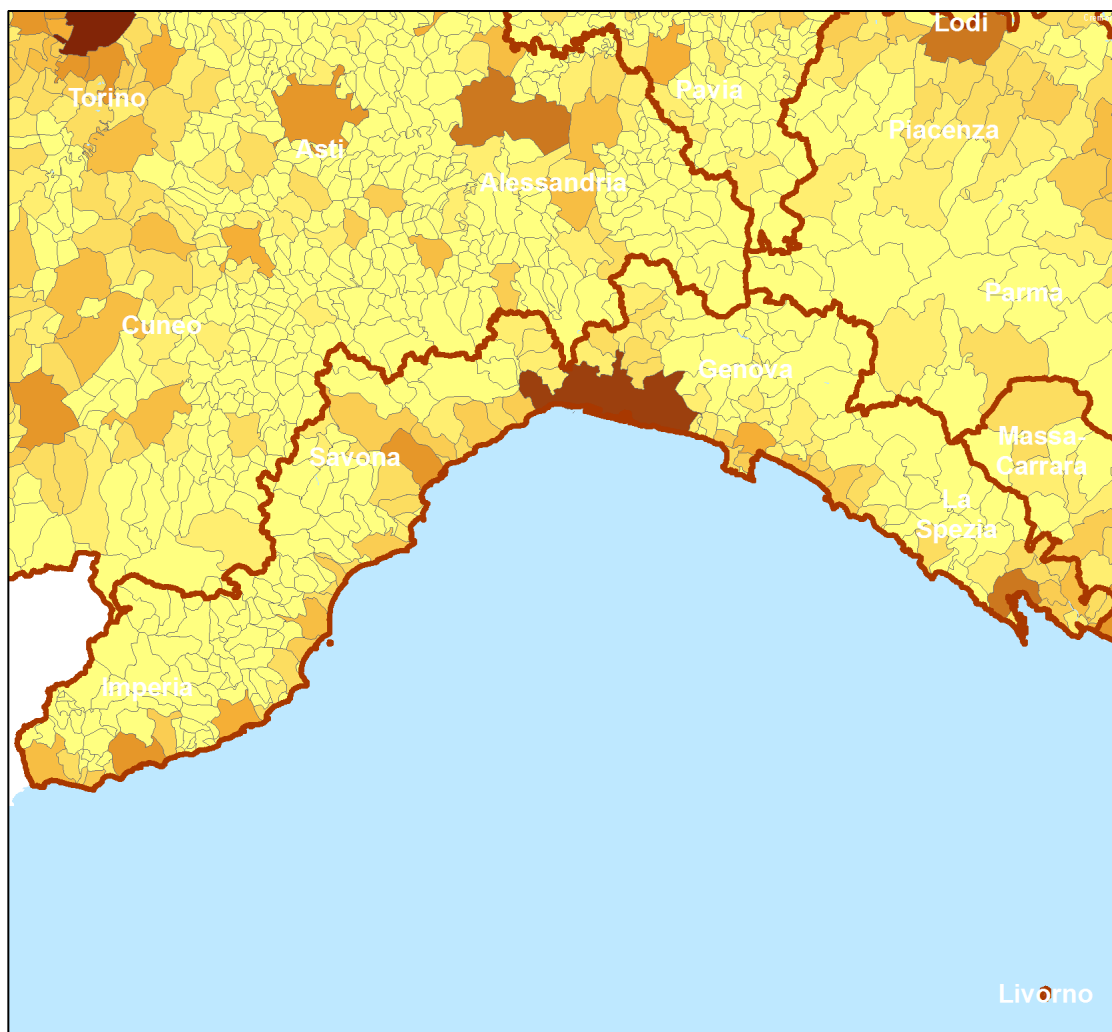 Lodi
Pavia
Torino
Piacenza
Asti
Alessandria
Parma
Cuneo
Genova
Massa-
Carrara
Savona
La
Spezia
Imperia
Livorno